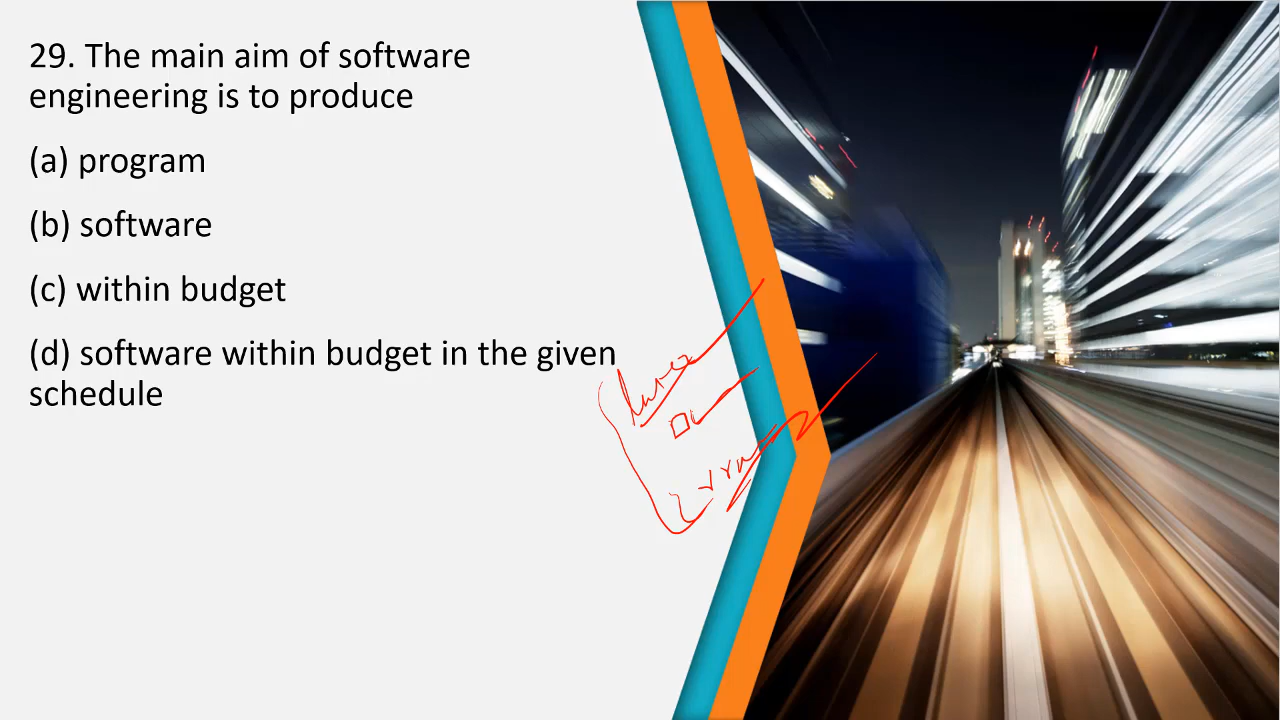 29. The main aim of software
engineering is to produce
(a) program
(b) software
(c) within budget
(d) software within budget in the given
schedule